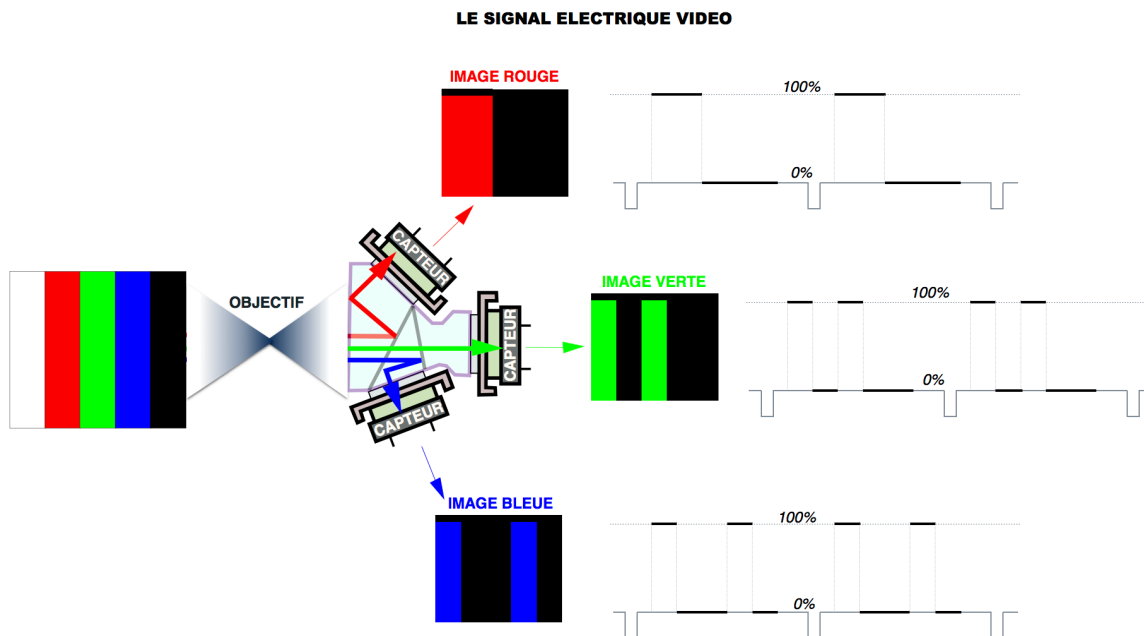 LE SIGNAL ELECTRIQUE VIDEO
IMAGE ROUGE
100%
0%
CAPTEUR
OBJECTIF
IMAGE VERTE
100%
CAPTEUR
0%
CAPTEUR
IMAGE BLEUE
100%
0%